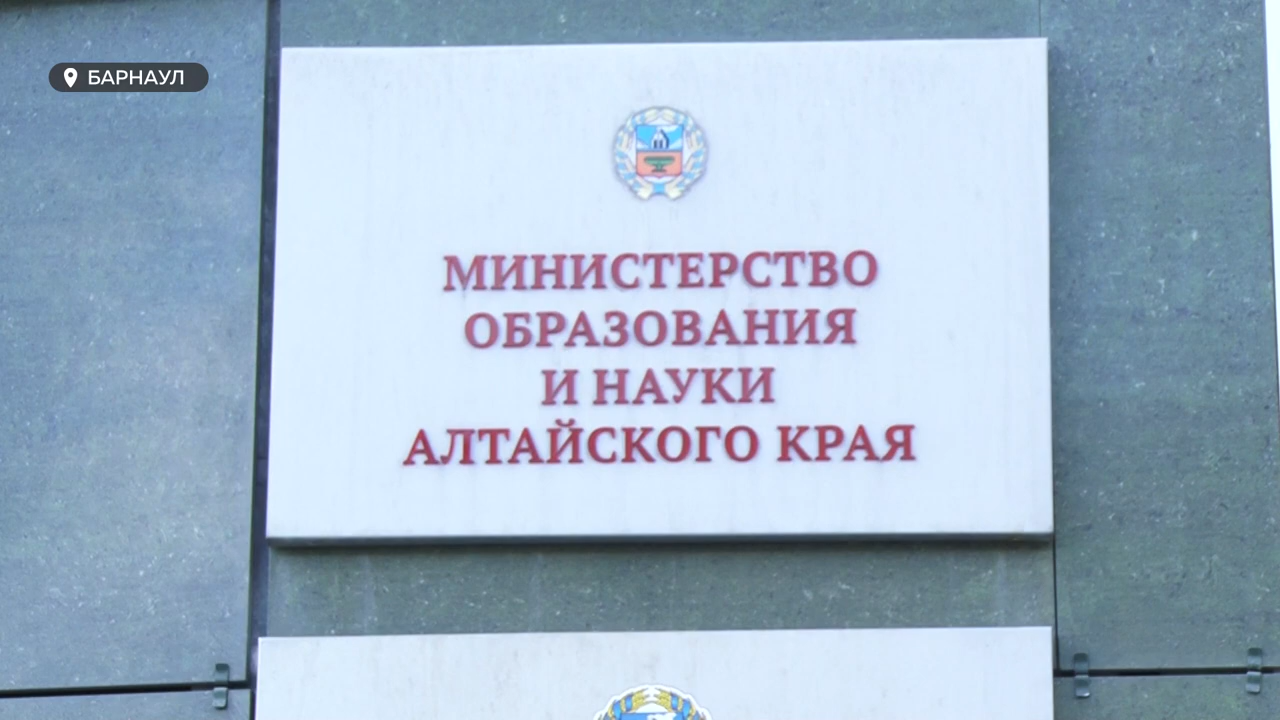 БАРНАУЛ
МИНИСТЕРСТВО
ОБРАЗОВАНИЯ
И НАУКИ
АЛТАЙСКОГО КРАЯ